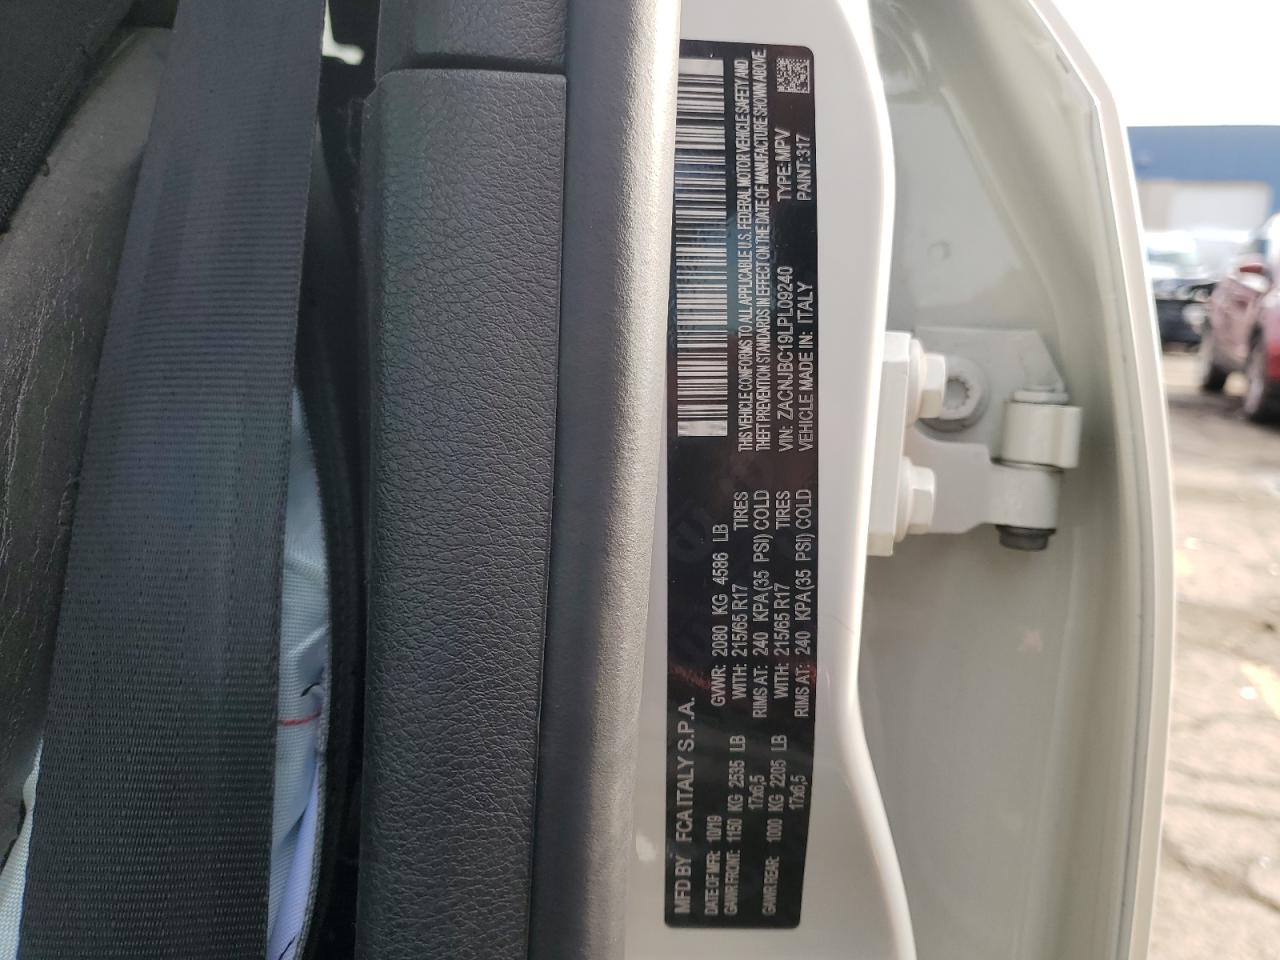 MFD BY FCA ITALY S.P.A.
DATE OF MFR: 10/19 GVWR: 2080 KG 4586 LB
GAWR FRONT: 1150 KG 2535 LB WITH: 215/65 R17 TIRES
17x6,5 RIMS AT: 240 KPA(35 PSI) COLD
GAWR REAR: 1000 KG 2205 LB WITH: 215/65 R17 TIRES
17x6,5 RIMS AT: 240 KPA(35 PSI) COLD
THIS VEHICLE CONFORMS TO ALL APPLICABLE U.S. FEDERAL MOTOR VEHICLE SAFETY AND
THEFT PREVENTION STANDARDS IN EFFECT ON THE DATE OF MANUFACTURE SHOWN ABOVE.
VIN: ZACNJBC19LPL09240 TYPE: MPV
VEHICLE MADE IN: ITALY PAINT: 317